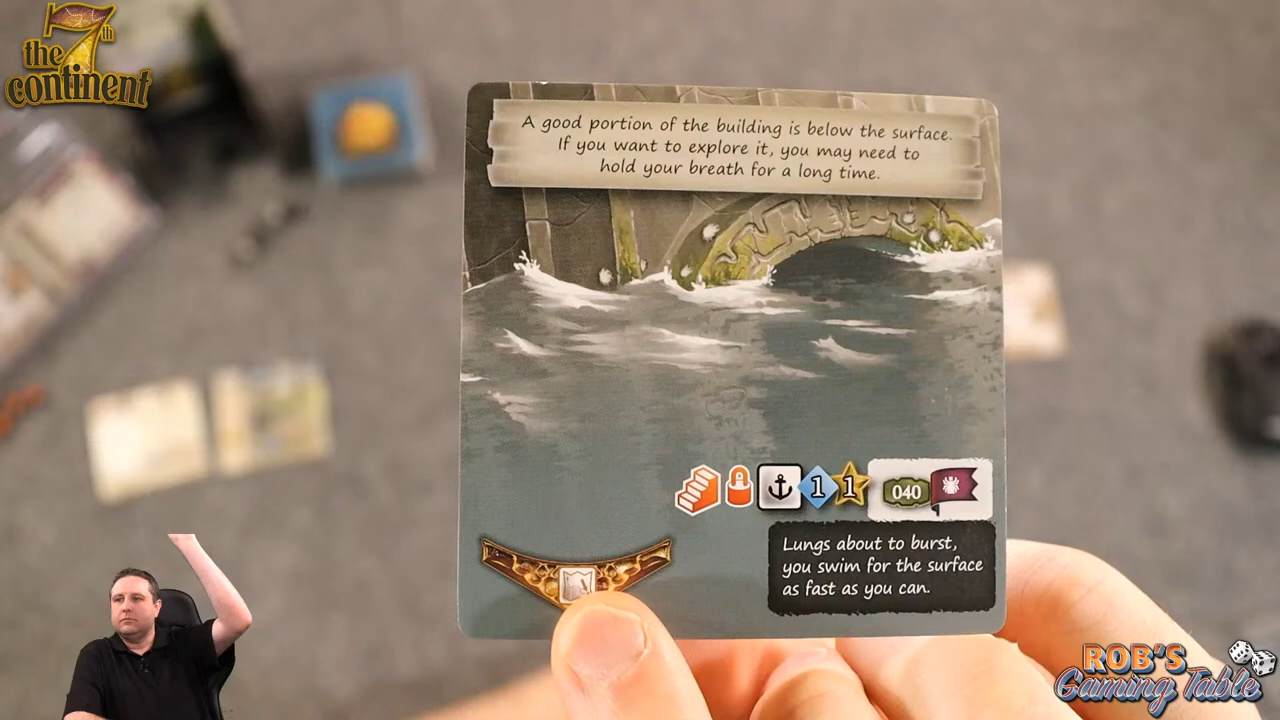 the 7th continent
A good portion of the building is below the surface.
If you want to explore it, you may need to
hold your breath for a long time.
1 1 040
Lungs about to burst,
you swim for the surface
as fast as you can.
ROB'S
Gaming Table